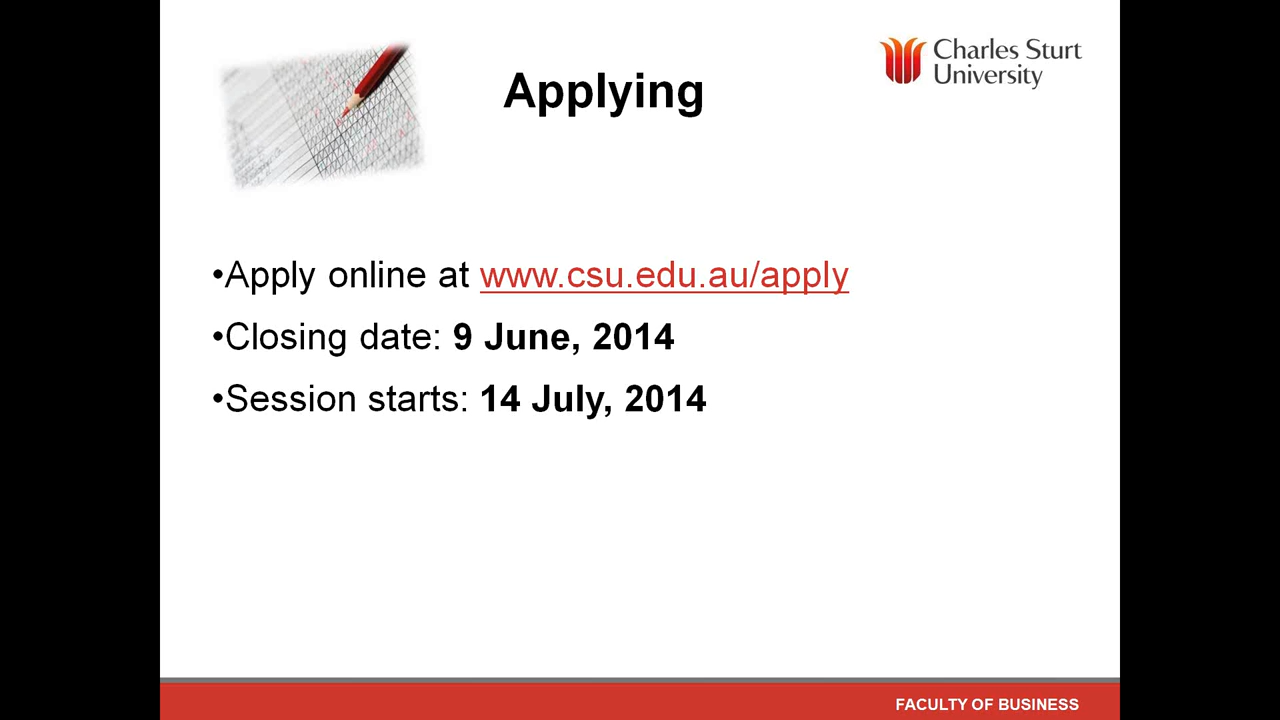 Charles Sturt
University
Applying
•Apply online at www.csu.edu.au/apply
•Closing date: 9 June, 2014
•Session starts: 14 July, 2014
FACULTY OF BUSINESS